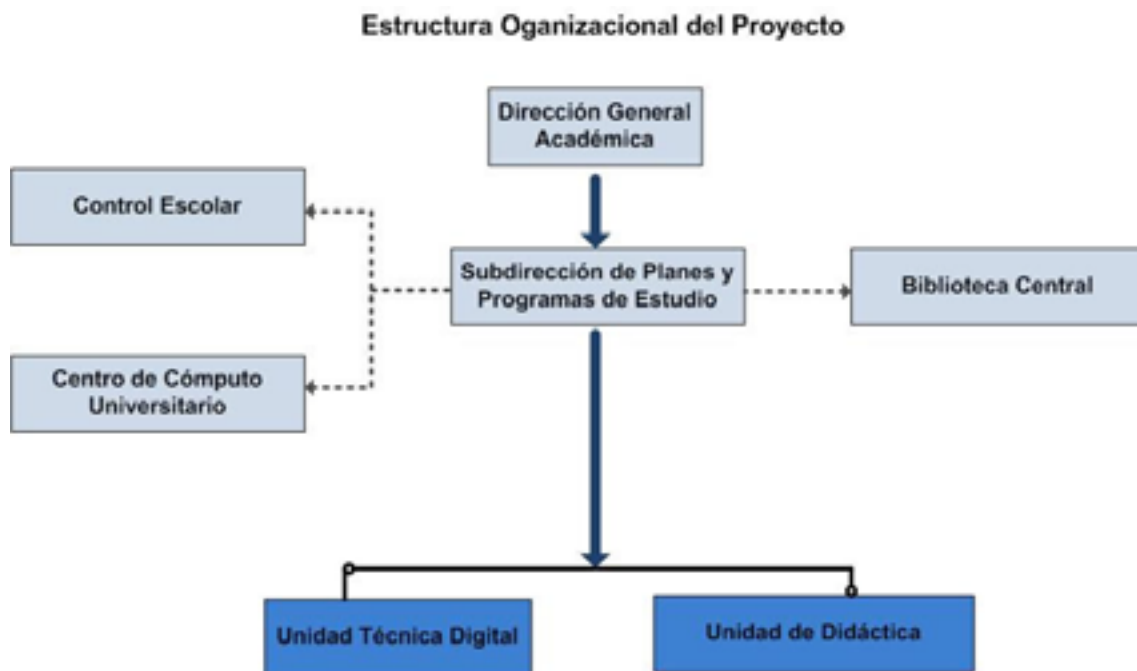 Estructura Oganizacional del Proyecto
Dirección General
Académica
Control Escolar
Subdirección de Planes y
Programas de Estudio
Biblioteca Central
Centro de Cómputo
Universitario
Unidad Técnica Digital
Unidad de Didáctica